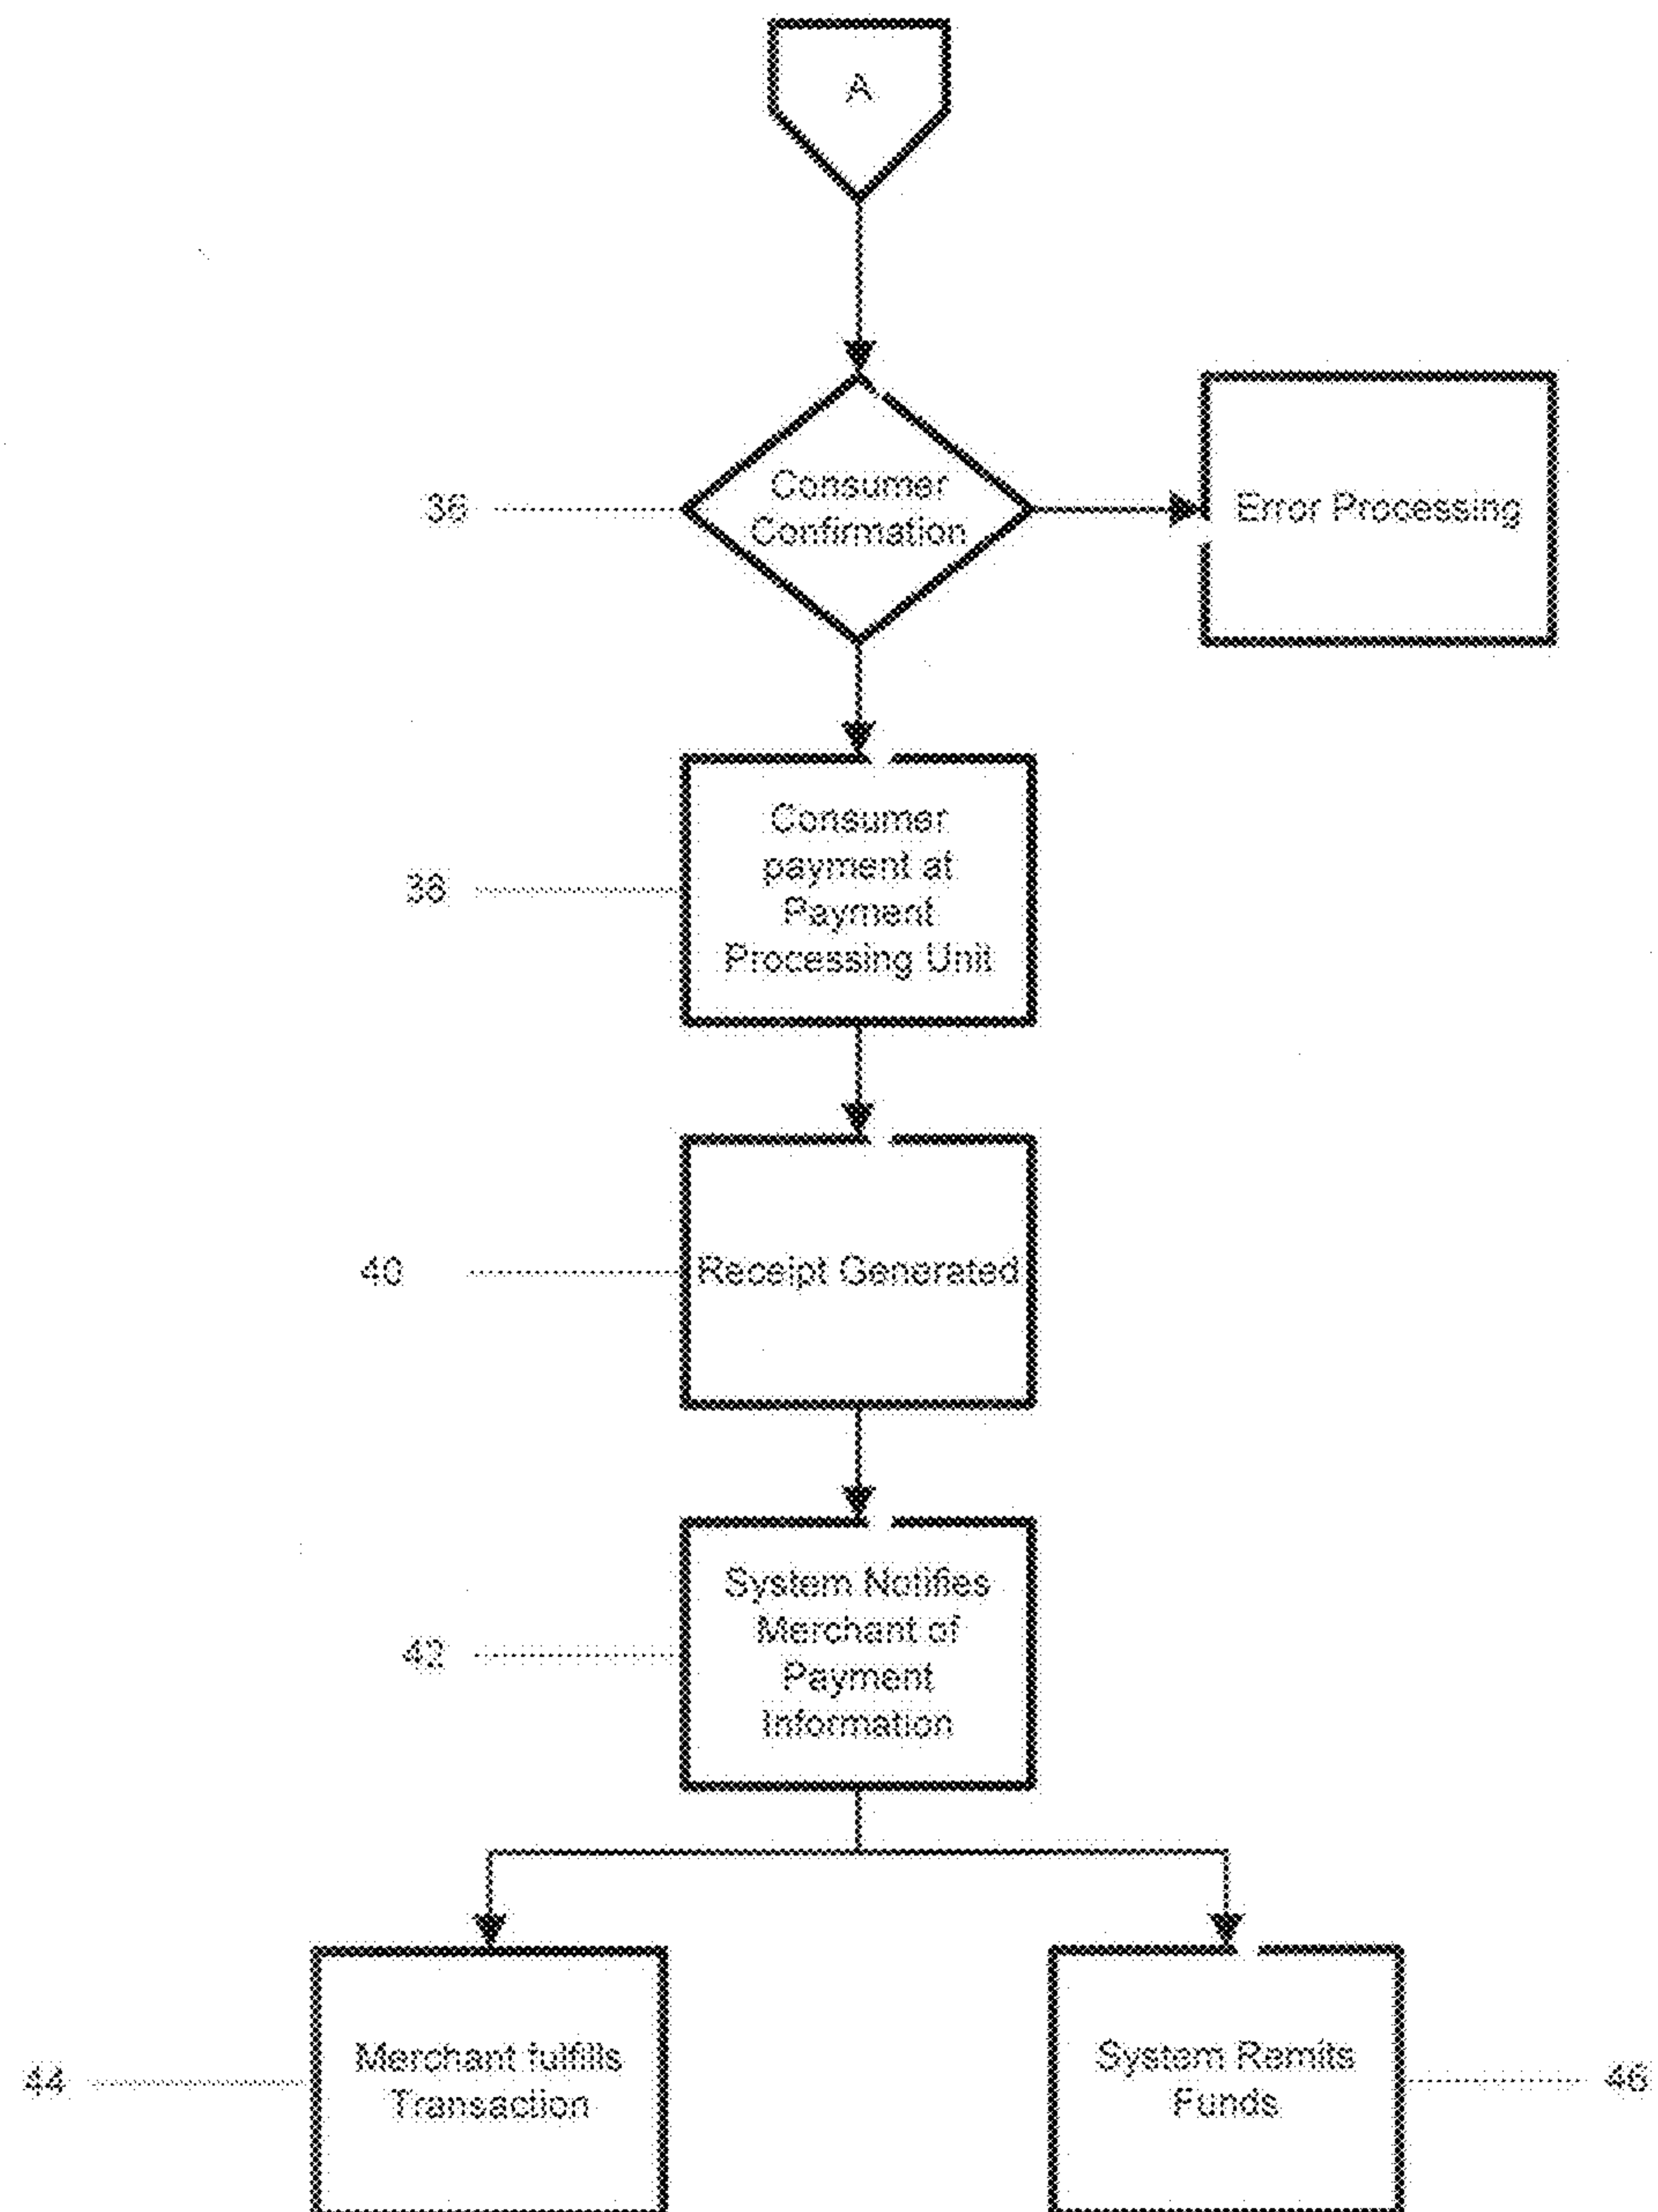 A
36
Consumer
Confirmation
Error Processing
38
Consumer
payment at
Payment
Processing Unit
40
Receipt Generated
42
System Notifies
Merchant of
Payment
Information
44
Merchant fulfills
Transaction
System Remits
Funds
46